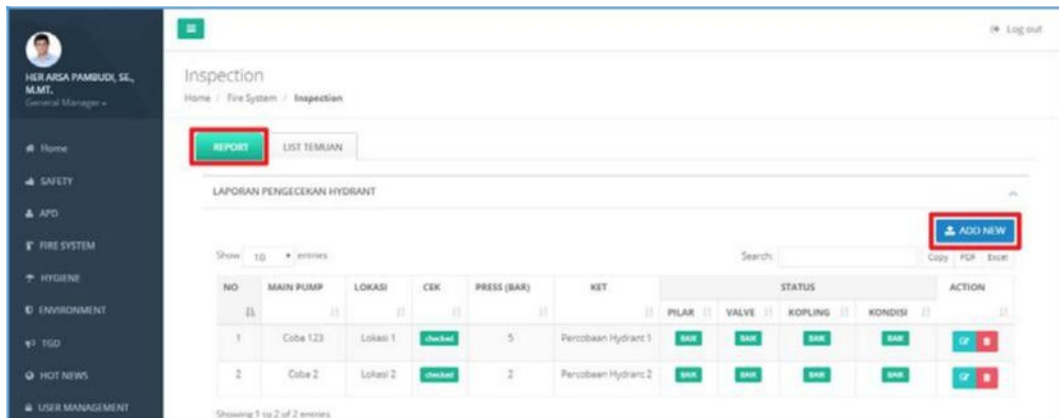 Log out
HER ARSA PAMBUDI, SE., M.MT.
General Manager
Home
SAFETY
APD
FIRE SYSTEM
HYGIENE
ENVIRONMENT
TGD
HOT NEWS
USER MANAGEMENT
Inspection
Home / Fire System / Inspection
REPORT LIST TEMUAN
LAPORAN PENGECEKAN HYDRANT
ADD NEW
Show 10 entries Search: Copy PDF Excel
NO MAIN PUMP LOKASI CEK PRESS (BAR) KET STATUS ACTION
PILAR VALVE KOPLING KONDISI
1 Coba 123 Lokasi 1 checked 5 Percobaan Hydrant 1 BAIK BAIK BAIK BAIK
2 Coba 2 Lokasi 2 checked 2 Percobaan Hydrant 2 BAIK BAIK BAIK BAIK
Showing 1 to 2 of 2 entries